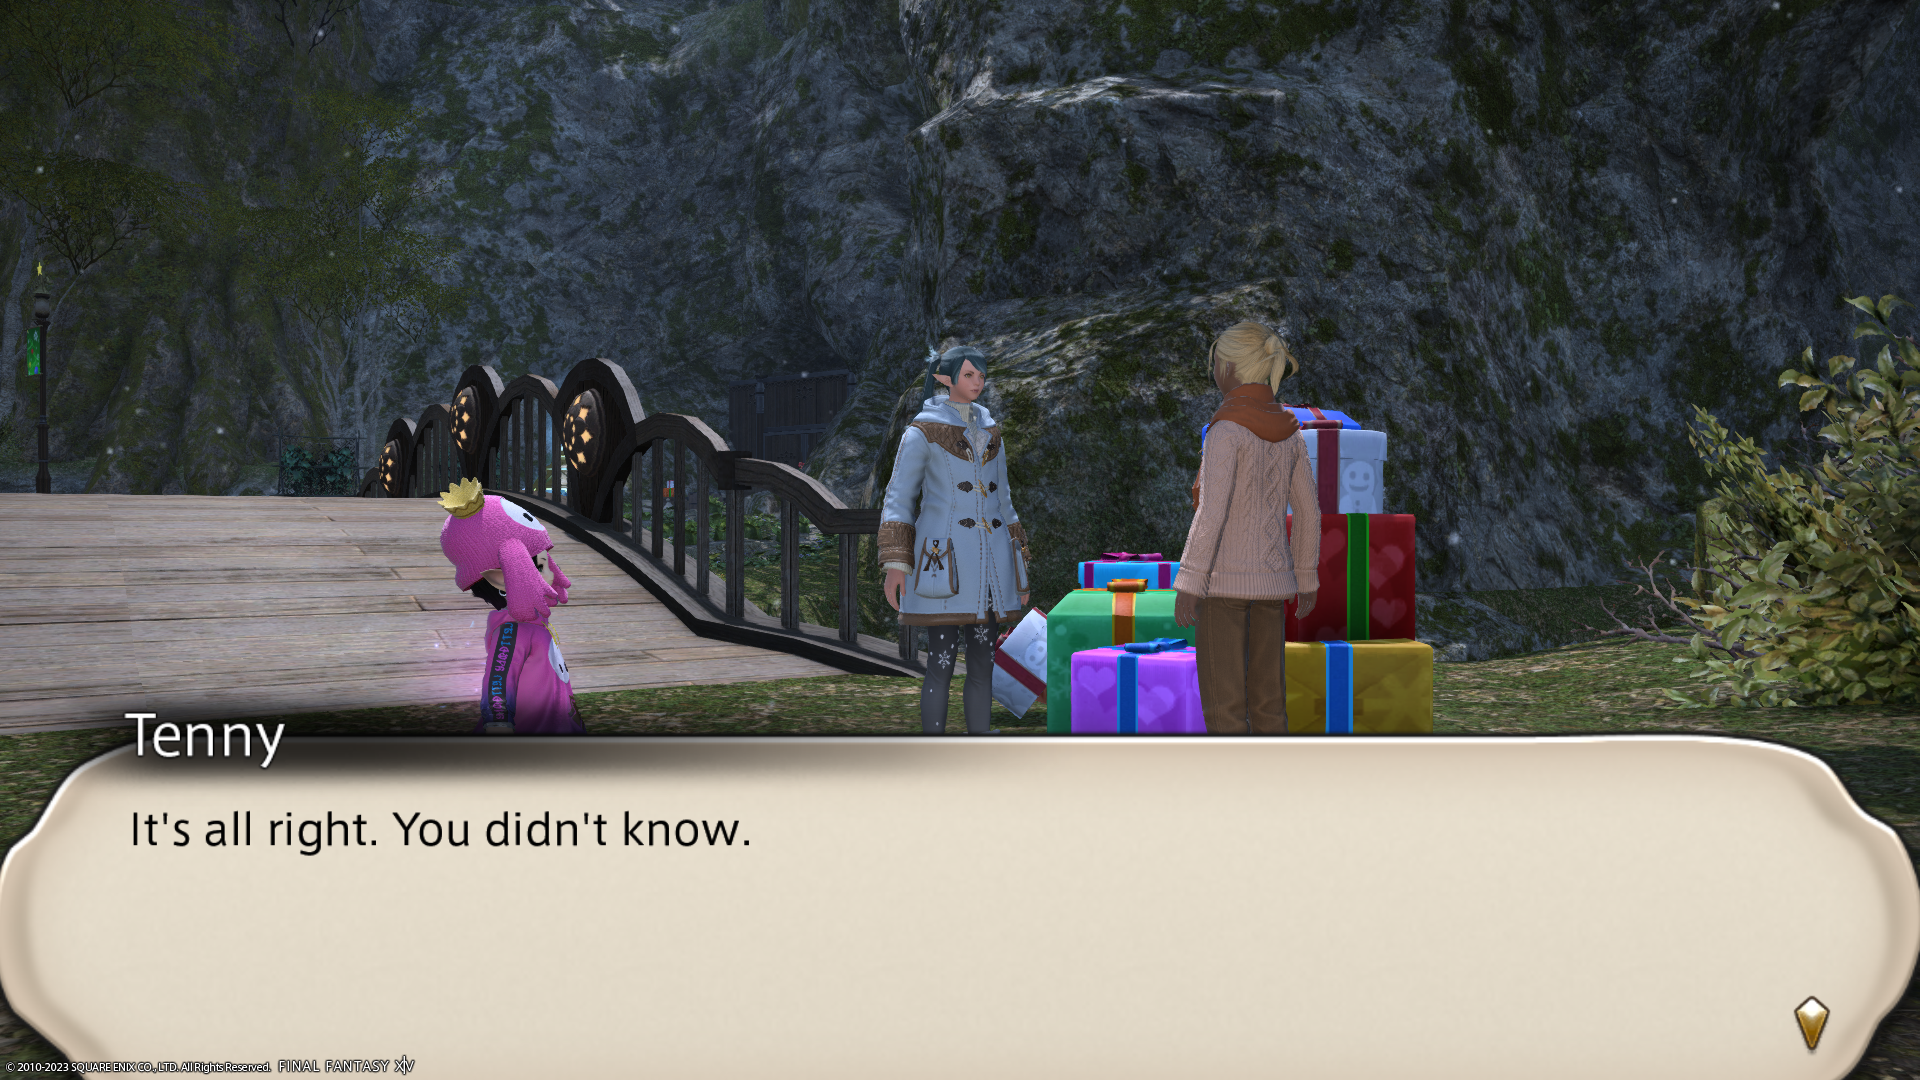 Tenny
It's all right. You didn't know.
© 2010-2023 SQUARE ENIX CO., LTD. All Rights Reserved. FINAL FANTASY XIV